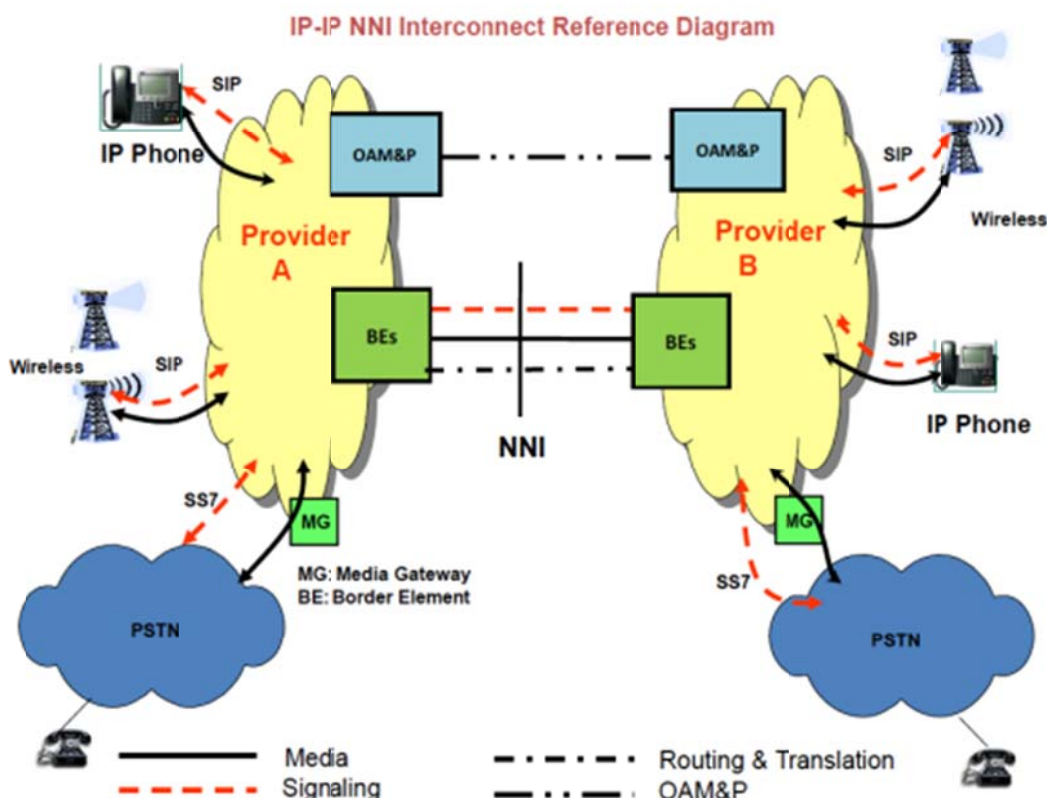 IP-IP NNI Interconnect Reference Diagram
SIP
IP Phone
OAM&P
OAM&P
SIP
Wireless
Provider
A
Provider
B
BEs
BEs
Wireless
SIP
SIP
IP Phone
NNI
SS7
MG
MG
SS7
MG: Media Gateway
BE: Border Element
PSTN
PSTN
Media
Routing & Translation
Signaling
OAM&P